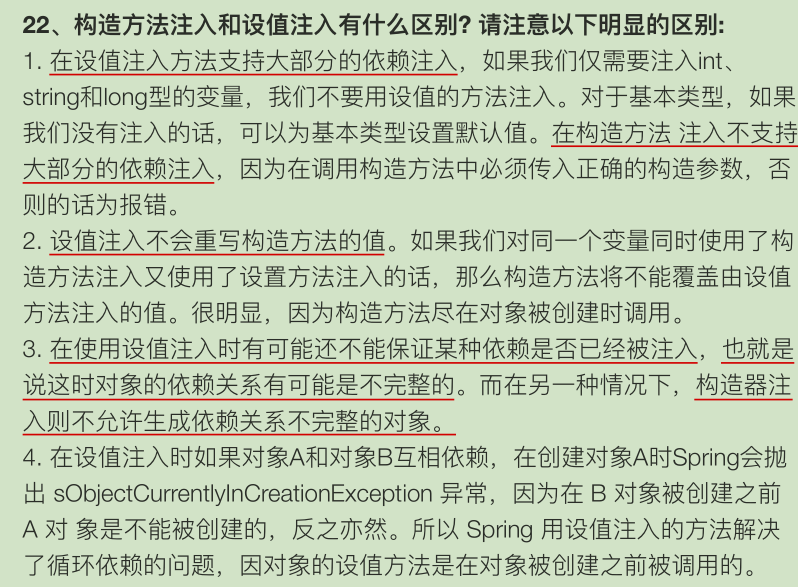 22、构造方法注入和设值注入有什么区别? 请注意以下明显的区别:
1. 在设值注入方法支持大部分的依赖注入，如果我们仅需要注入int、
string和long型的变量，我们不要用设值的方法注入。对于基本类型，如果
我们没有注入的话，可以为基本类型设置默认值。在构造方法 注入不支持
大部分的依赖注入，因为在调用构造方法中必须传入正确的构造参数，否
则的话为报错。
2. 设值注入不会重写构造方法的值。如果我们对同一个变量同时使用了构
造方法注入又使用了设置方法注入的话，那么构造方法将不能覆盖由设值
方法注入的值。很明显，因为构造方法尽在对象被创建时调用。
3. 在使用设值注入时有可能还不能保证某种依赖是否已经被注入，也就是
说这时对象的依赖关系有可能是不完整的。而在另一种情况下，构造器注
入则不允许生成依赖关系不完整的对象。
4. 在设值注入时如果对象A和对象B互相依赖，在创建对象A时Spring会抛
出 sObjectCurrentlyInCreationException 异常，因为在 B 对象被创建之前
A 对 象是不能被创建的，反之亦然。所以 Spring 用设值注入的方法解决
了循环依赖的问题，因对象的设值方法是在对象被创建之前被调用的。